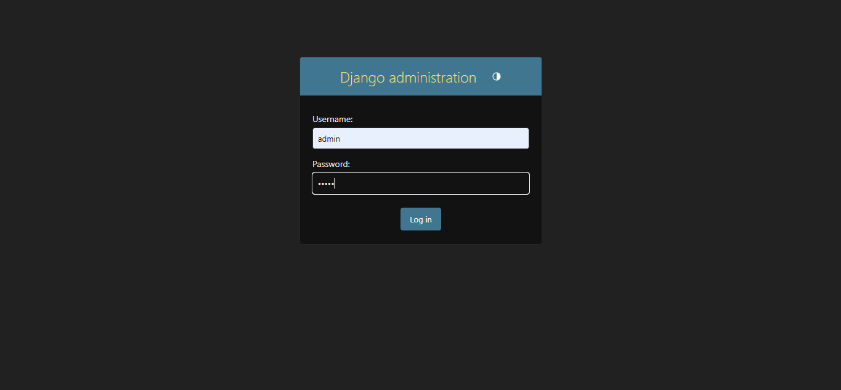 Django administration
Username:
admin
Password:
•••••
Log in